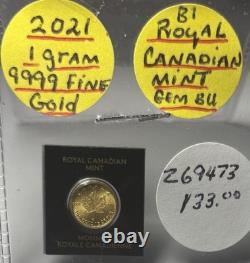 2021
1 gram
9999 Fine
Gold
B1
Royal
Canadian
Mint
Gem BU
ROYAL CANADIAN
MINT
MONNAIE
ROYALE CANADIENNE
Z69473
133.00